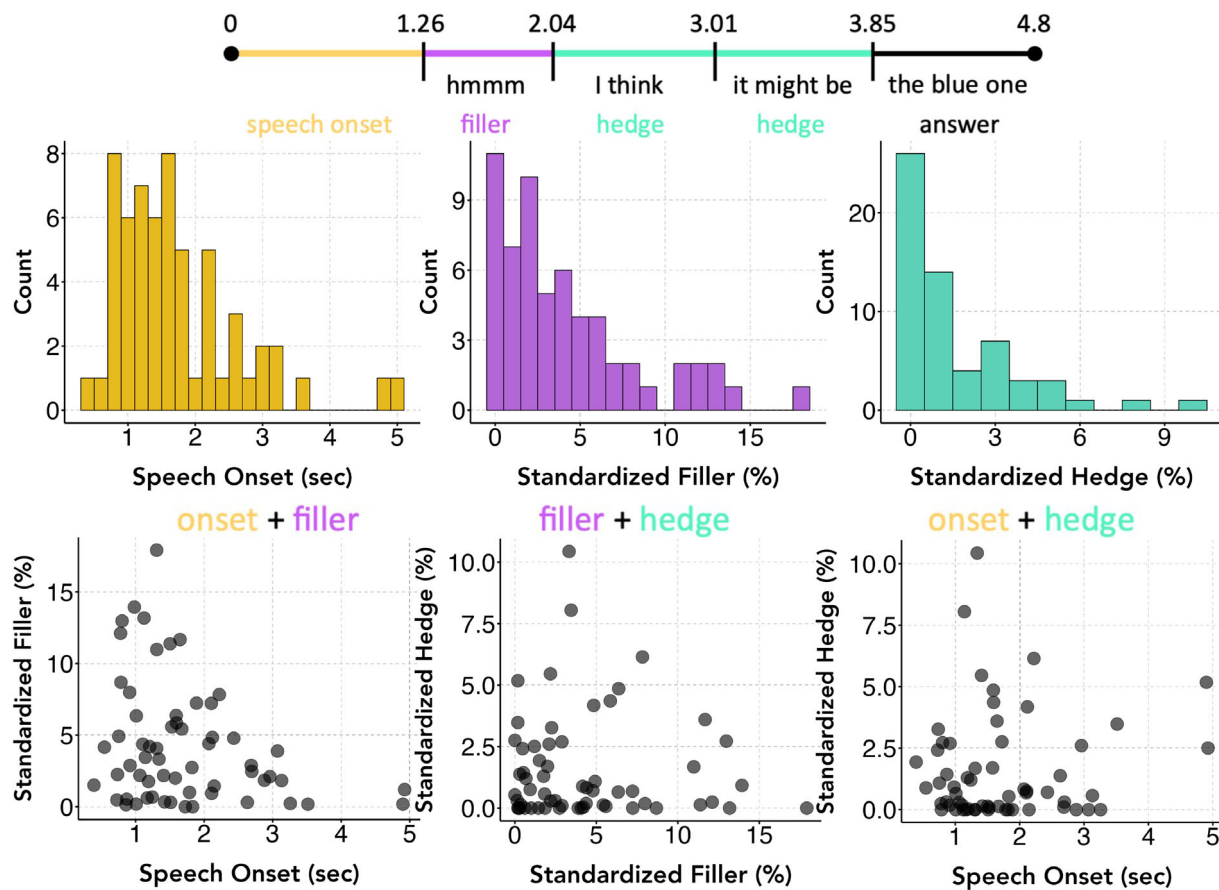 0 1.26 2.04 3.01 3.85 4.8
hmmm I think it might be the blue one
speech onset filler hedge hedge answer
8
6
4
2
0
Count
1 2 3 4 5
Speech Onset (sec)
9
6
3
0
Count
0 5 10 15
Standardized Filler (%)
20
10
0
Count
0 3 6 9
Standardized Hedge (%)
onset + filler
15
10
5
0
Standardized Filler (%)
1 2 3 4 5
Speech Onset (sec)
filler + hedge
10.0
7.5
5.0
2.5
0.0
Standardized Hedge (%)
0 5 10 15
Standardized Filler (%)
onset + hedge
10.0
7.5
5.0
2.5
0.0
Standardized Hedge (%)
1 2 3 4 5
Speech Onset (sec)